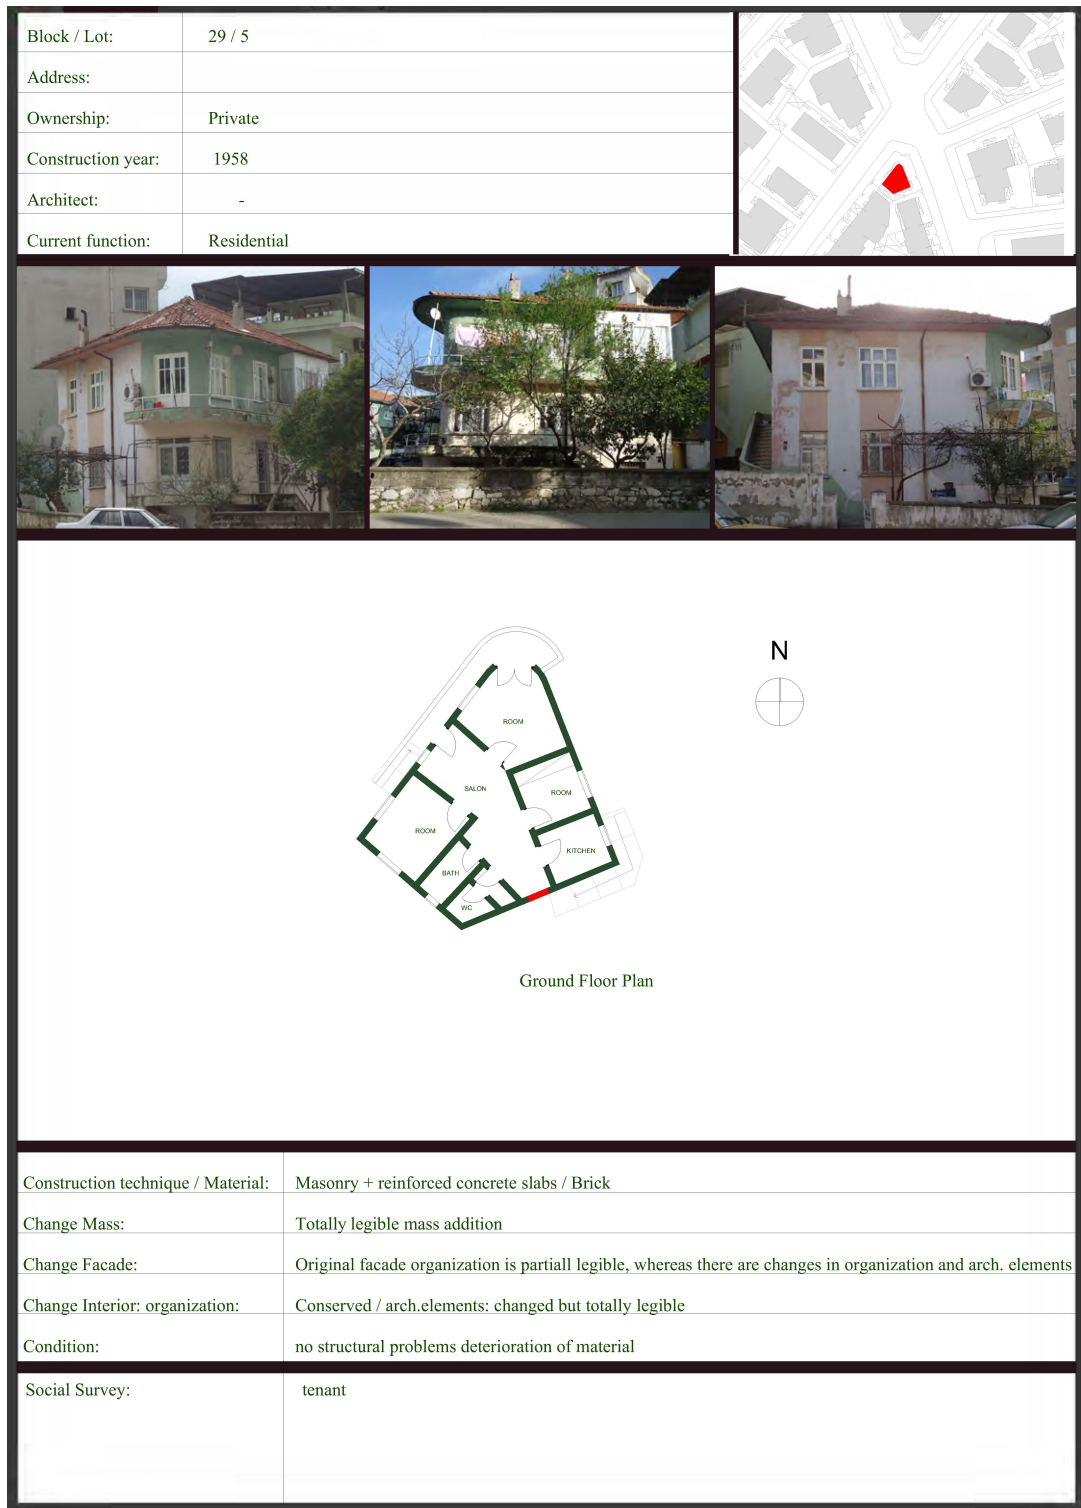 Block / Lot: 29 / 5
Address:
Ownership: Private
Construction year: 1958
Architect: -
Current function: Residential
N
ROOM
SALON
ROOM
ROOM
KITCHEN
BATH
WC
Ground Floor Plan
Construction technique / Material: Masonry + reinforced concrete slabs / Brick
Change Mass: Totally legible mass addition
Change Facade: Original facade organization is partiall legible, whereas there are changes in organization and arch. elements
Change Interior: organization: Conserved / arch.elements: changed but totally legible
Condition: no structural problems deterioration of material
Social Survey: tenant